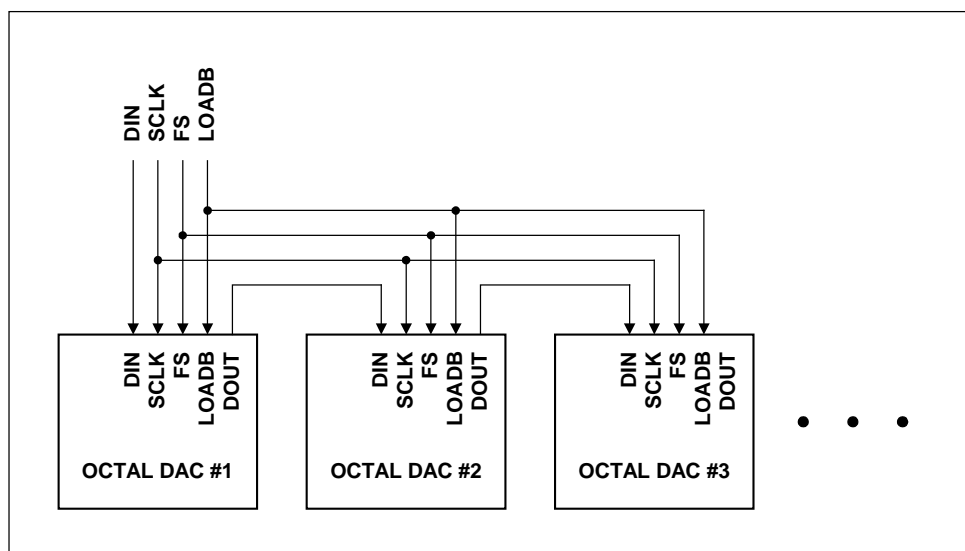 DIN
SCLK
FS
LOADB
DIN
SCLK
FS
LOADB
DOUT
OCTAL DAC #1
DIN
SCLK
FS
LOADB
DOUT
OCTAL DAC #2
DIN
SCLK
FS
LOADB
DOUT
OCTAL DAC #3